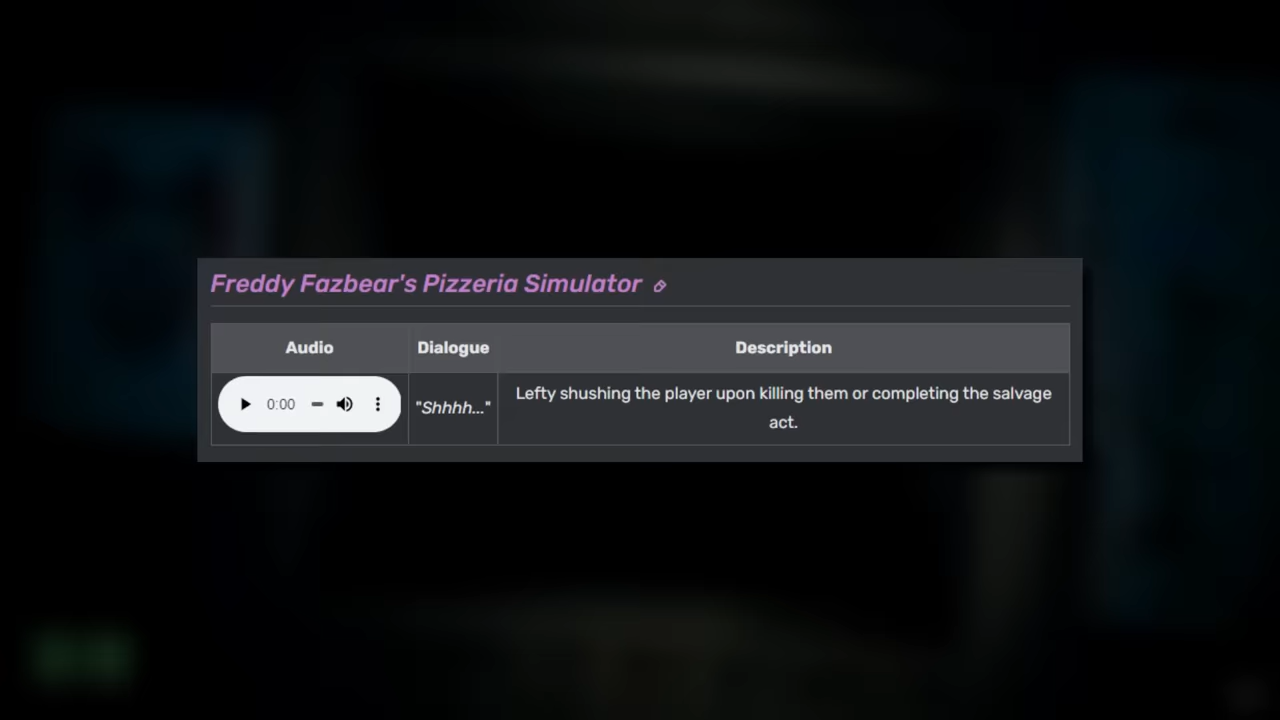 Freddy Fazbear's Pizzeria Simulator
Audio Dialogue Description
0:00 "Shhhh..." Lefty shushing the player upon killing them or completing the salvage
act.